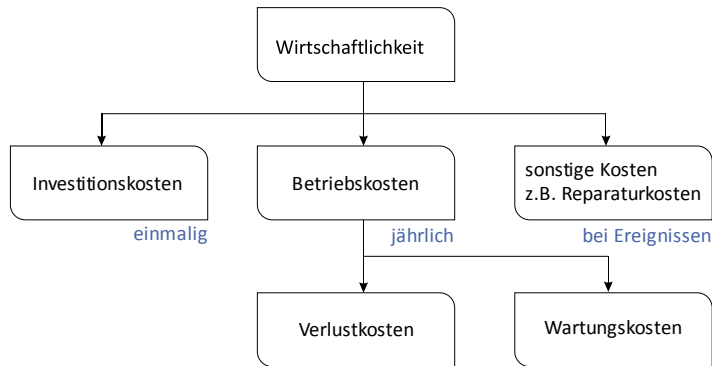 Wirtschaftlichkeit
Investitionskosten
einmalig
Betriebskosten
jährlich
sonstige Kosten
z.B. Reparaturkosten
bei Ereignissen
Verlustkosten
Wartungskosten